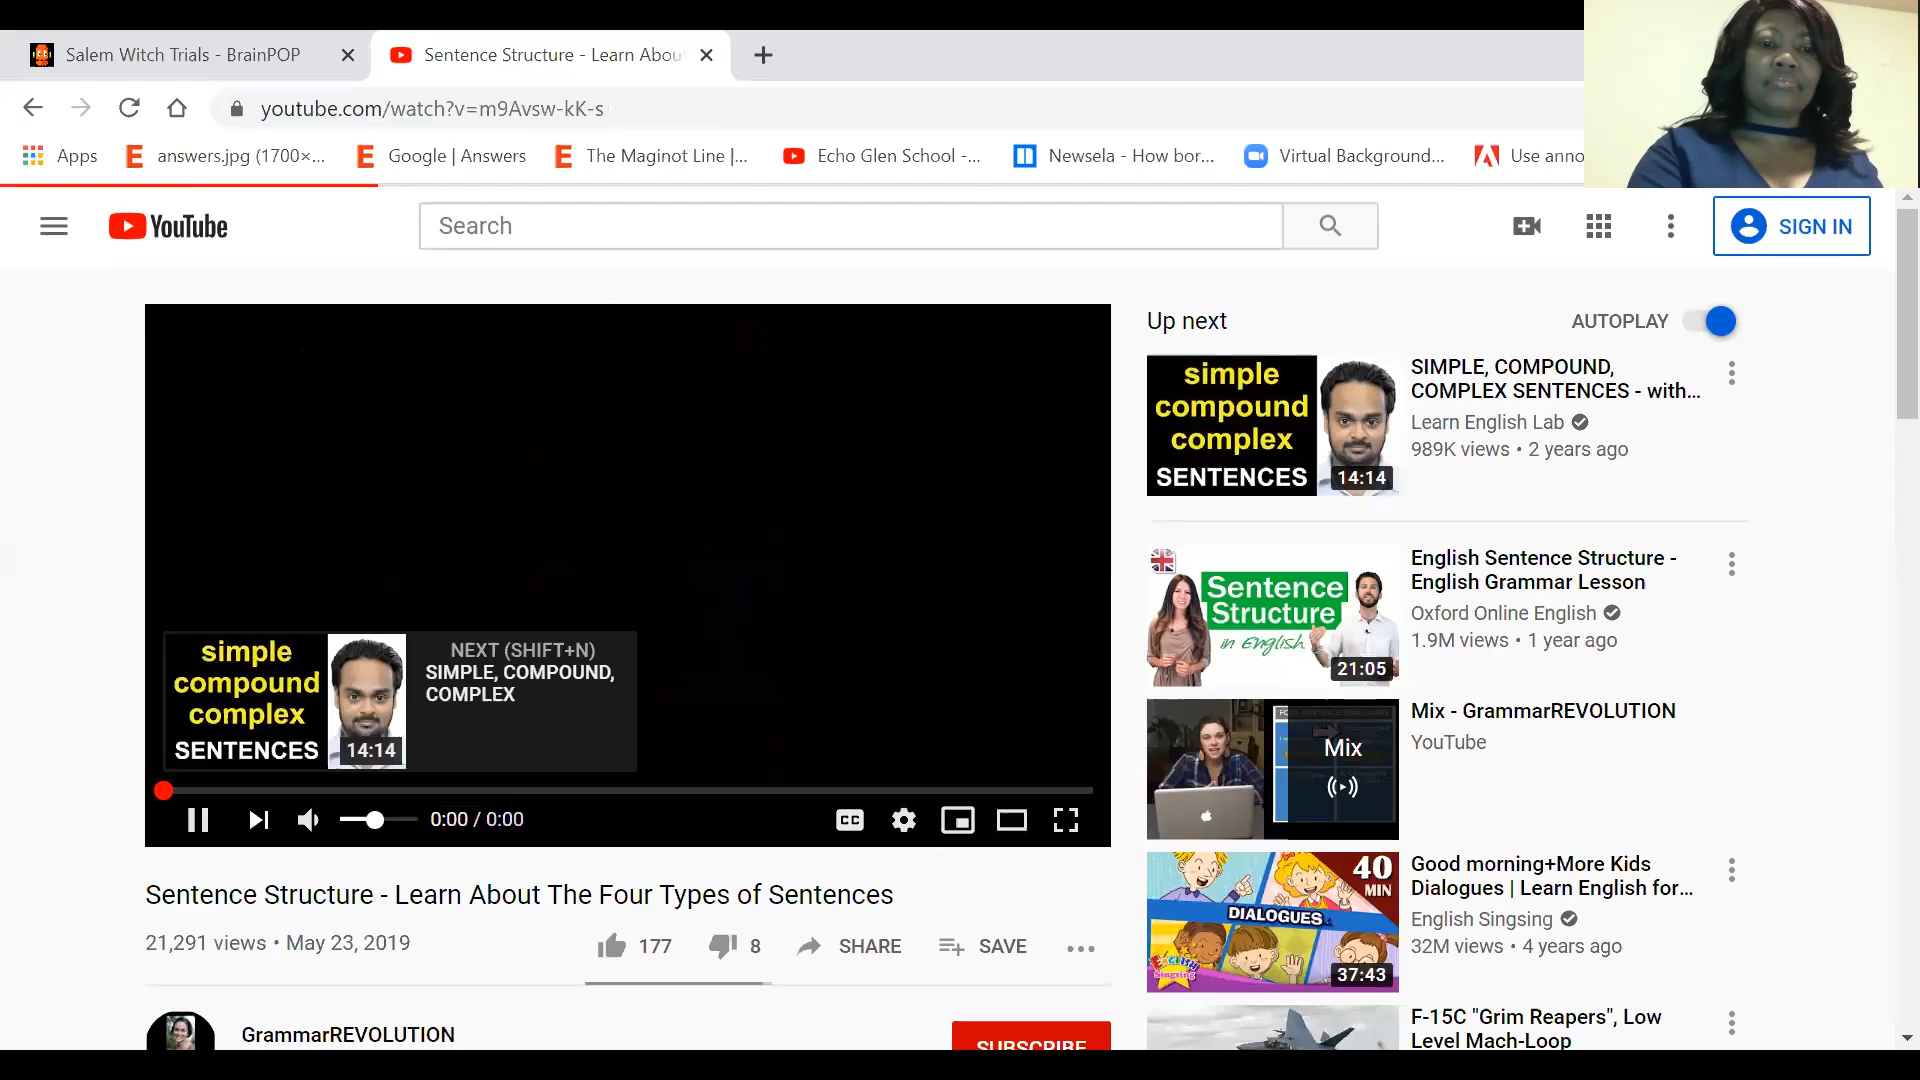 Salem Witch Trials - BrainPOP
Sentence Structure - Learn Abou
youtube.com/watch?v=m9Avsw-kK-s
Apps
answers.jpg (1700×...
Google | Answers
The Maginot Line |...
Echo Glen School -...
Newsela - How bor...
Virtual Background...
Use anno
YouTube
Search
SIGN IN
Up next
AUTOPLAY
simple
compound
complex
SENTENCES
14:14
SIMPLE, COMPOUND,
COMPLEX SENTENCES - with...
Learn English Lab
989K views • 2 years ago
Sentence
Structure
in English
21:05
English Sentence Structure -
English Grammar Lesson
Oxford Online English
1.9M views • 1 year ago
simple
compound
complex
SENTENCES
14:14
NEXT (SHIFT+N)
SIMPLE, COMPOUND,
COMPLEX
0:00 / 0:00
CC
Mix
Mix - GrammarREVOLUTION
YouTube
40
MIN
DIALOGUES
English
Singsing
37:43
Good morning+More Kids
Dialogues | Learn English for...
English Singsing
32M views • 4 years ago
Sentence Structure - Learn About The Four Types of Sentences
21,291 views • May 23, 2019
177
8
SHARE
SAVE
GrammarREVOLUTION
SUBSCRIBE
F-15C "Grim Reapers", Low
Level Mach-Loop